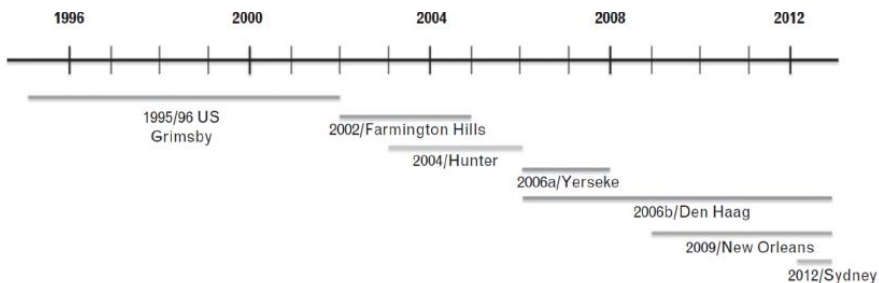 1996 2000 2004 2008 2012
1995/96 US
Grimsby
2002/Farmington Hills
2004/Hunter
2006a/Yerseke
2006b/Den Haag
2009/New Orleans
2012/Sydney